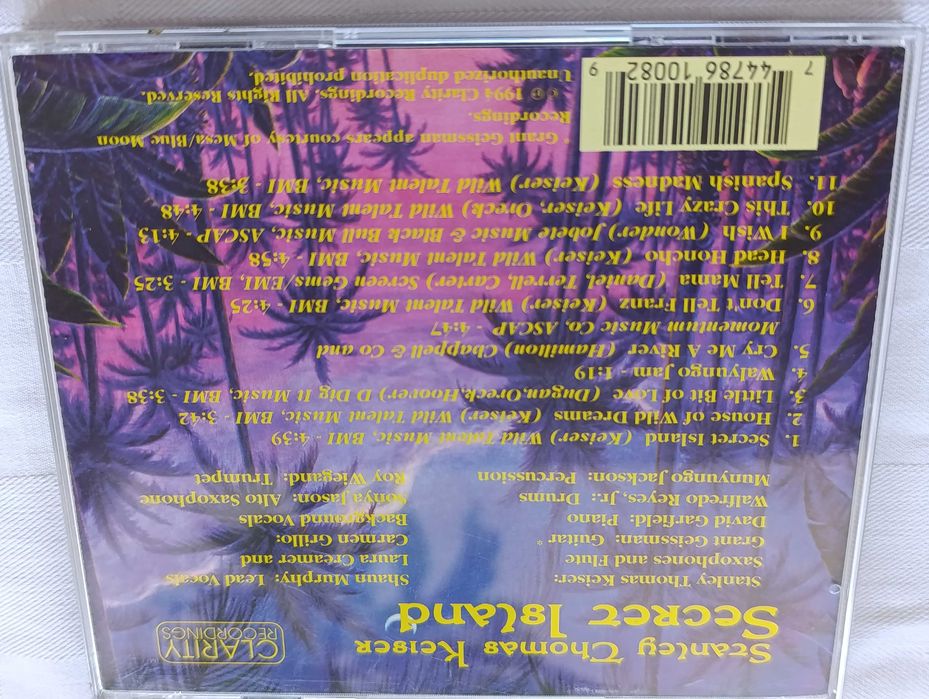 Stanley Thomas Keiser
Secret Island
CLARITY
RECORDINGS
Stanley Thomas Keiser:
Saxophones and Flute
Grant Geissman: Guitar *
David Garfield: Piano
Walfredo Reyes, Jr.: Drums
Munyungo Jackson: Percussion
Shaun Murphy: Lead Vocals
Laura Creamer and
Carmen Grillo:
Background Vocals
Sonya Jason: Alto Saxophone
Roy Wiegand: Trumpet
1. Secret Island (Keiser) Wild Talent Music, BMI - 4:39
2. House of Wild Dreams (Keiser) Wild Talent Music, BMI - 3:42
3. Little Bit of Love (Dugan,Oreck,Hoover) D Dig It Music, BMI - 3:38
4. Walyungo Jam - 1:19
5. Cry Me A River (Hamilton) Chappell & Co and
Momentum Music Co, ASCAP - 4:47
6. Don't Tell Franz (Keiser) Wild Talent Music, BMI - 4:25
7. Tell Mama (Daniel, Terrell, Carter) Screen Gems/EMI, BMI - 3:25
8. Head Honcho (Keiser) Wild Talent Music, BMI - 4:58
9. I Wish (Wonder) Jobete Music & Black Bull Music, ASCAP - 4:13
10. This Crazy Life (Keiser, Oreck) Wild Talent Music, BMI - 4:48
11. Spanish Madness (Keiser) Wild Talent Music, BMI - 3:38
* Grant Geissman appears courtesy of Mesa/Blue Moon
Recordings.
℗ © 1994 Clarity Recordings. All Rights Reserved.
Unauthorized duplication prohibited.
7 44786 10082 9